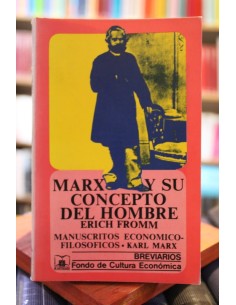 MARX Y SU
CONCEPTO
DEL HOMBRE
ERICH FROMM
MANUSCRITOS ECONOMICO-
FILOSOFICOS • KARL MARX
BREVIARIOS
Fondo de Cultura Económica